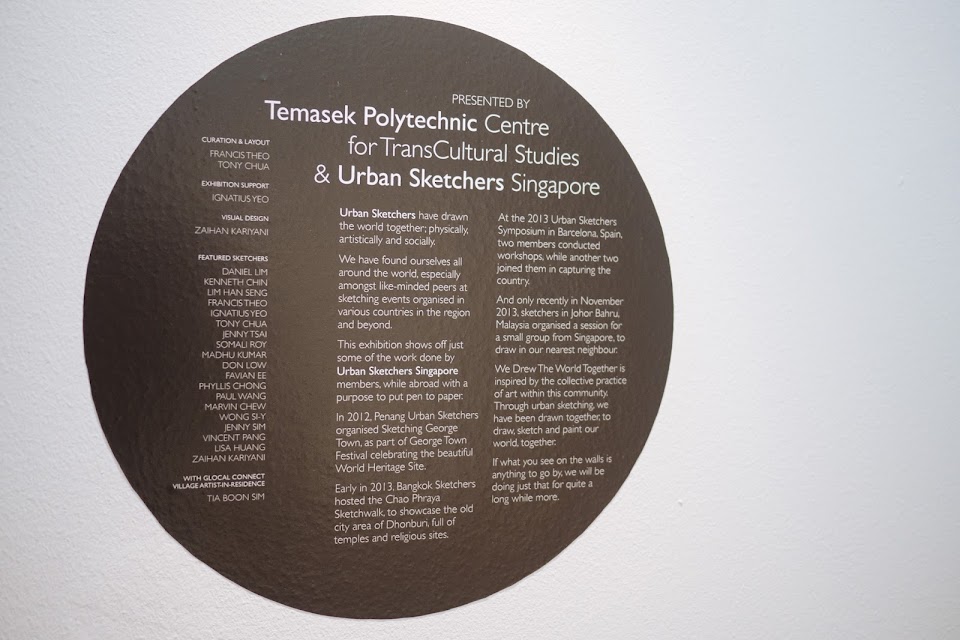 PRESENTED BY
Temasek Polytechnic Centre
for TransCultural Studies
& Urban Sketchers Singapore
CURATION & LAYOUT
FRANCIS THEO
TONY CHUA
EXHIBITION SUPPORT
IGNATIUS YEO
VISUAL DESIGN
ZAIHAN KARIYANI
FEATURED SKETCHERS
DANIEL LIM
KENNETH CHIN
LIM HAN SENG
FRANCIS THEO
IGNATIUS YEO
TONY CHUA
JENNY TSAI
SOMALI ROY
MADHU KUMAR
DON LOW
FAVIAN EE
PHYLLIS CHONG
PAUL WANG
MARVIN CHEW
WONG SI-Y
JENNY SIM
VINCENT PANG
LISA HUANG
ZAIHAN KARIYANI
WITH GLOCAL CONNECT
VILLAGE ARTIST-IN-RESIDENCE
TIA BOON SIM
Urban Sketchers have drawn
the world together; physically,
artistically and socially.
We have found ourselves all
around the world, especially
amongst like-minded peers at
sketching events organised in
various countries in the region
and beyond.
This exhibition shows off just
some of the work done by
Urban Sketchers Singapore
members, while abroad with a
purpose to put pen to paper.
In 2012, Penang Urban Sketchers
organised Sketching George
Town, as part of George Town
Festival celebrating the beautiful
World Heritage Site.
Early in 2013, Bangkok Sketchers
hosted the Chao Phraya
Sketchwalk, to showcase the old
city area of Dhonburi, full of
temples and religious sites.
At the 2013 Urban Sketchers
Symposium in Barcelona, Spain,
two members conducted
workshops, while another two
joined them in capturing the
country.
And only recently in November
2013, sketchers in Johor Bahru,
Malaysia organised a session for
a small group from Singapore, to
draw in our nearest neighbour.
We Drew The World Together is
inspired by the collective practice
of art within this community.
Through urban sketching, we
have been drawn together, to
draw, sketch and paint our
world, together.
If what you see on the walls is
anything to go by, we will be
doing just that for quite a
long while more.